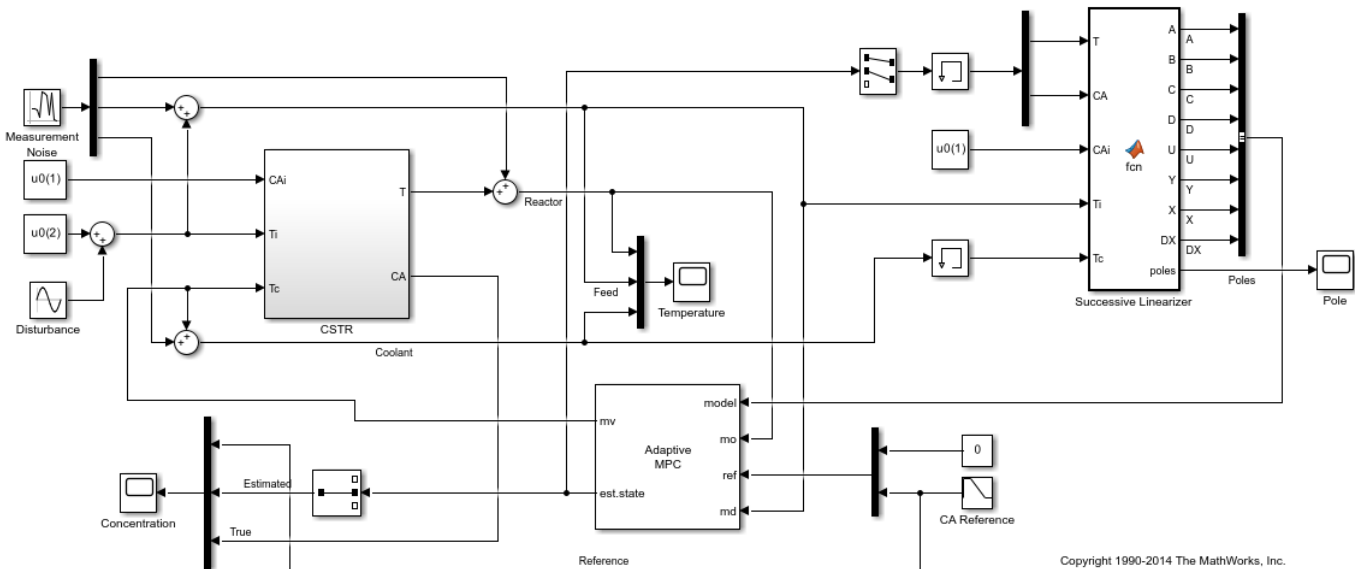 Measurement
Noise
u0(1)
u0(2)
Disturbance
CAi
Ti
Tc
T
CA
CSTR
Reactor
Feed
Coolant
Temperature
u0(1)
T
CA
CAi
Ti
Tc
fcn
A
B
C
D
U
Y
X
DX
poles
A
B
C
D
U
Y
X
DX
Poles
Successive Linearizer
Pole
mv
est.state
Adaptive
MPC
model
mo
ref
md
0
CA Reference
Concentration
Estimated
True
Reference
Copyright 1990-2014 The MathWorks, Inc.